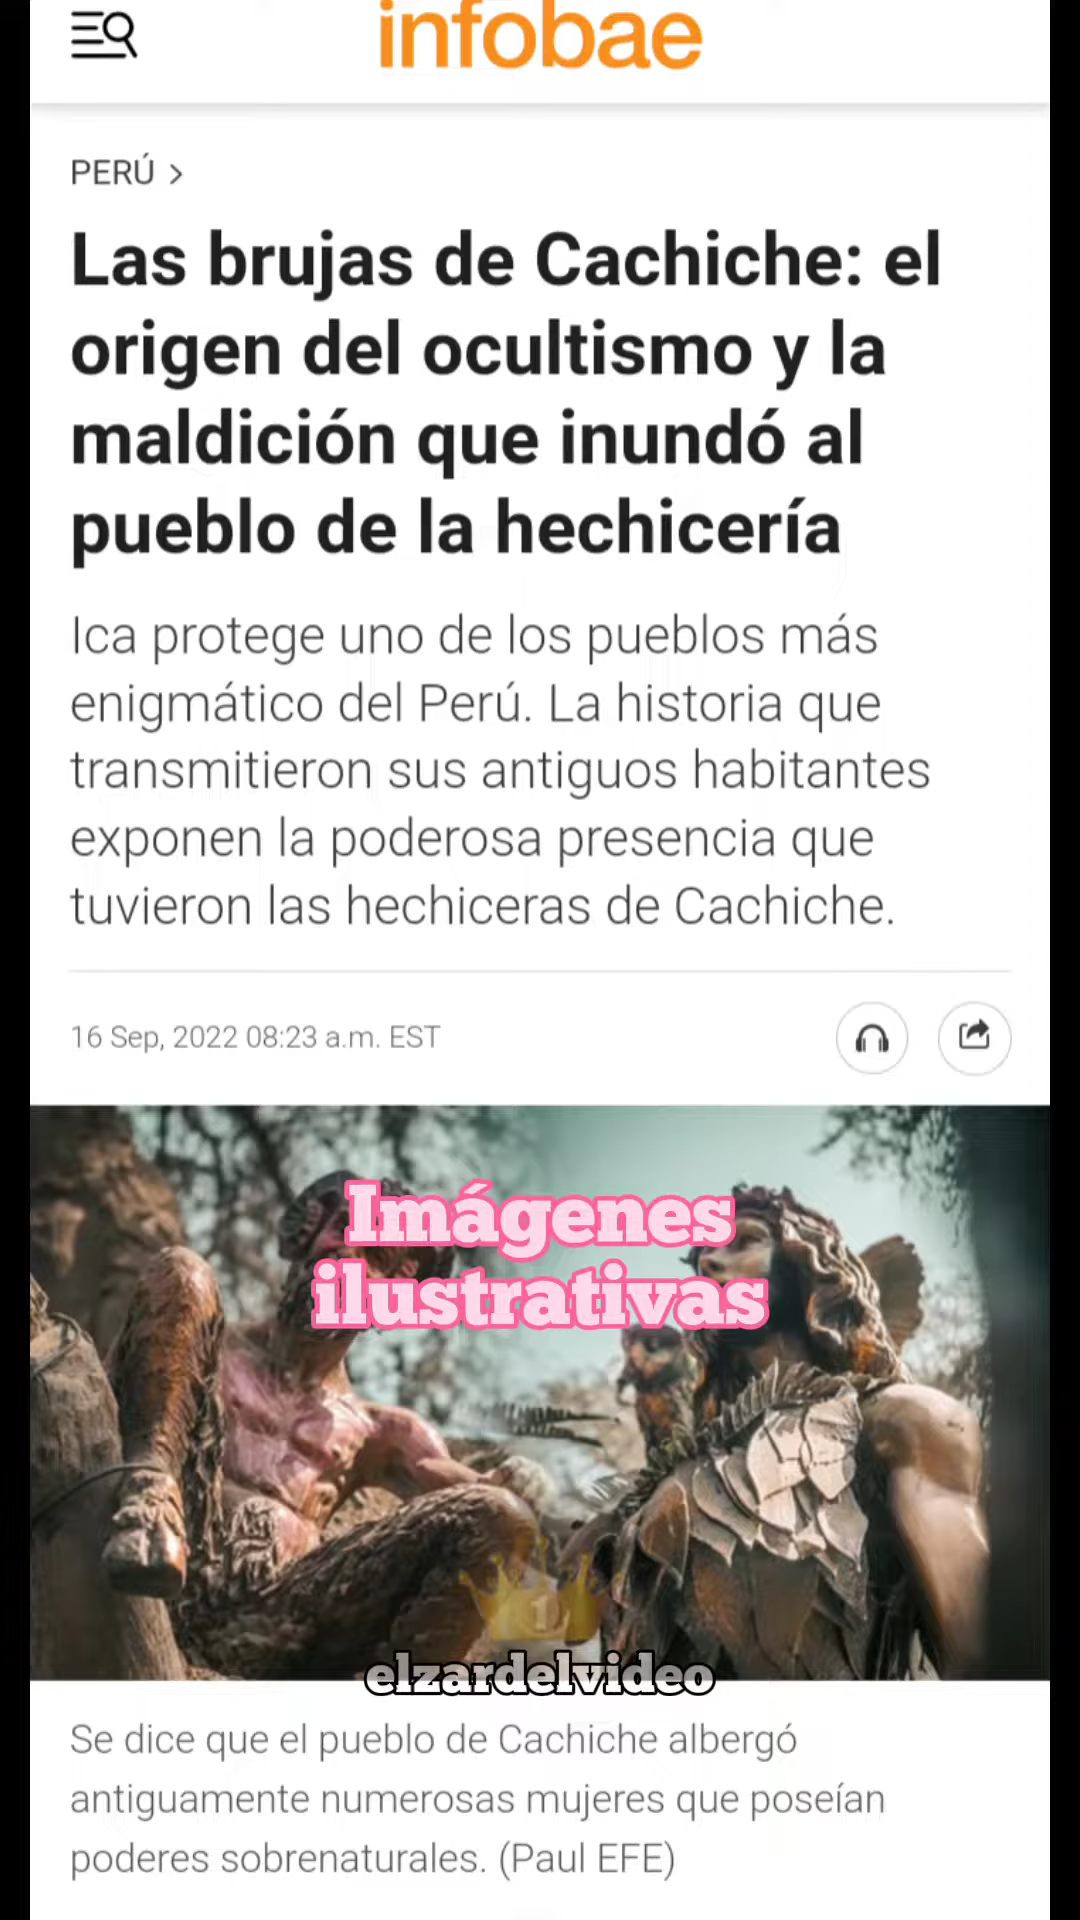 infobae
PERÚ >
Las brujas de Cachiche: el
origen del ocultismo y la
maldición que inundó al
pueblo de la hechicería
Ica protege uno de los pueblos más
enigmático del Perú. La historia que
transmitieron sus antiguos habitantes
exponen la poderosa presencia que
tuvieron las hechiceras de Cachiche.
16 Sep, 2022 08:23 a.m. EST
Imágenes
ilustrativas
1
elzardelvideo
Se dice que el pueblo de Cachiche albergó
antiguamente numerosas mujeres que poseían
poderes sobrenaturales. (Paul EFE)